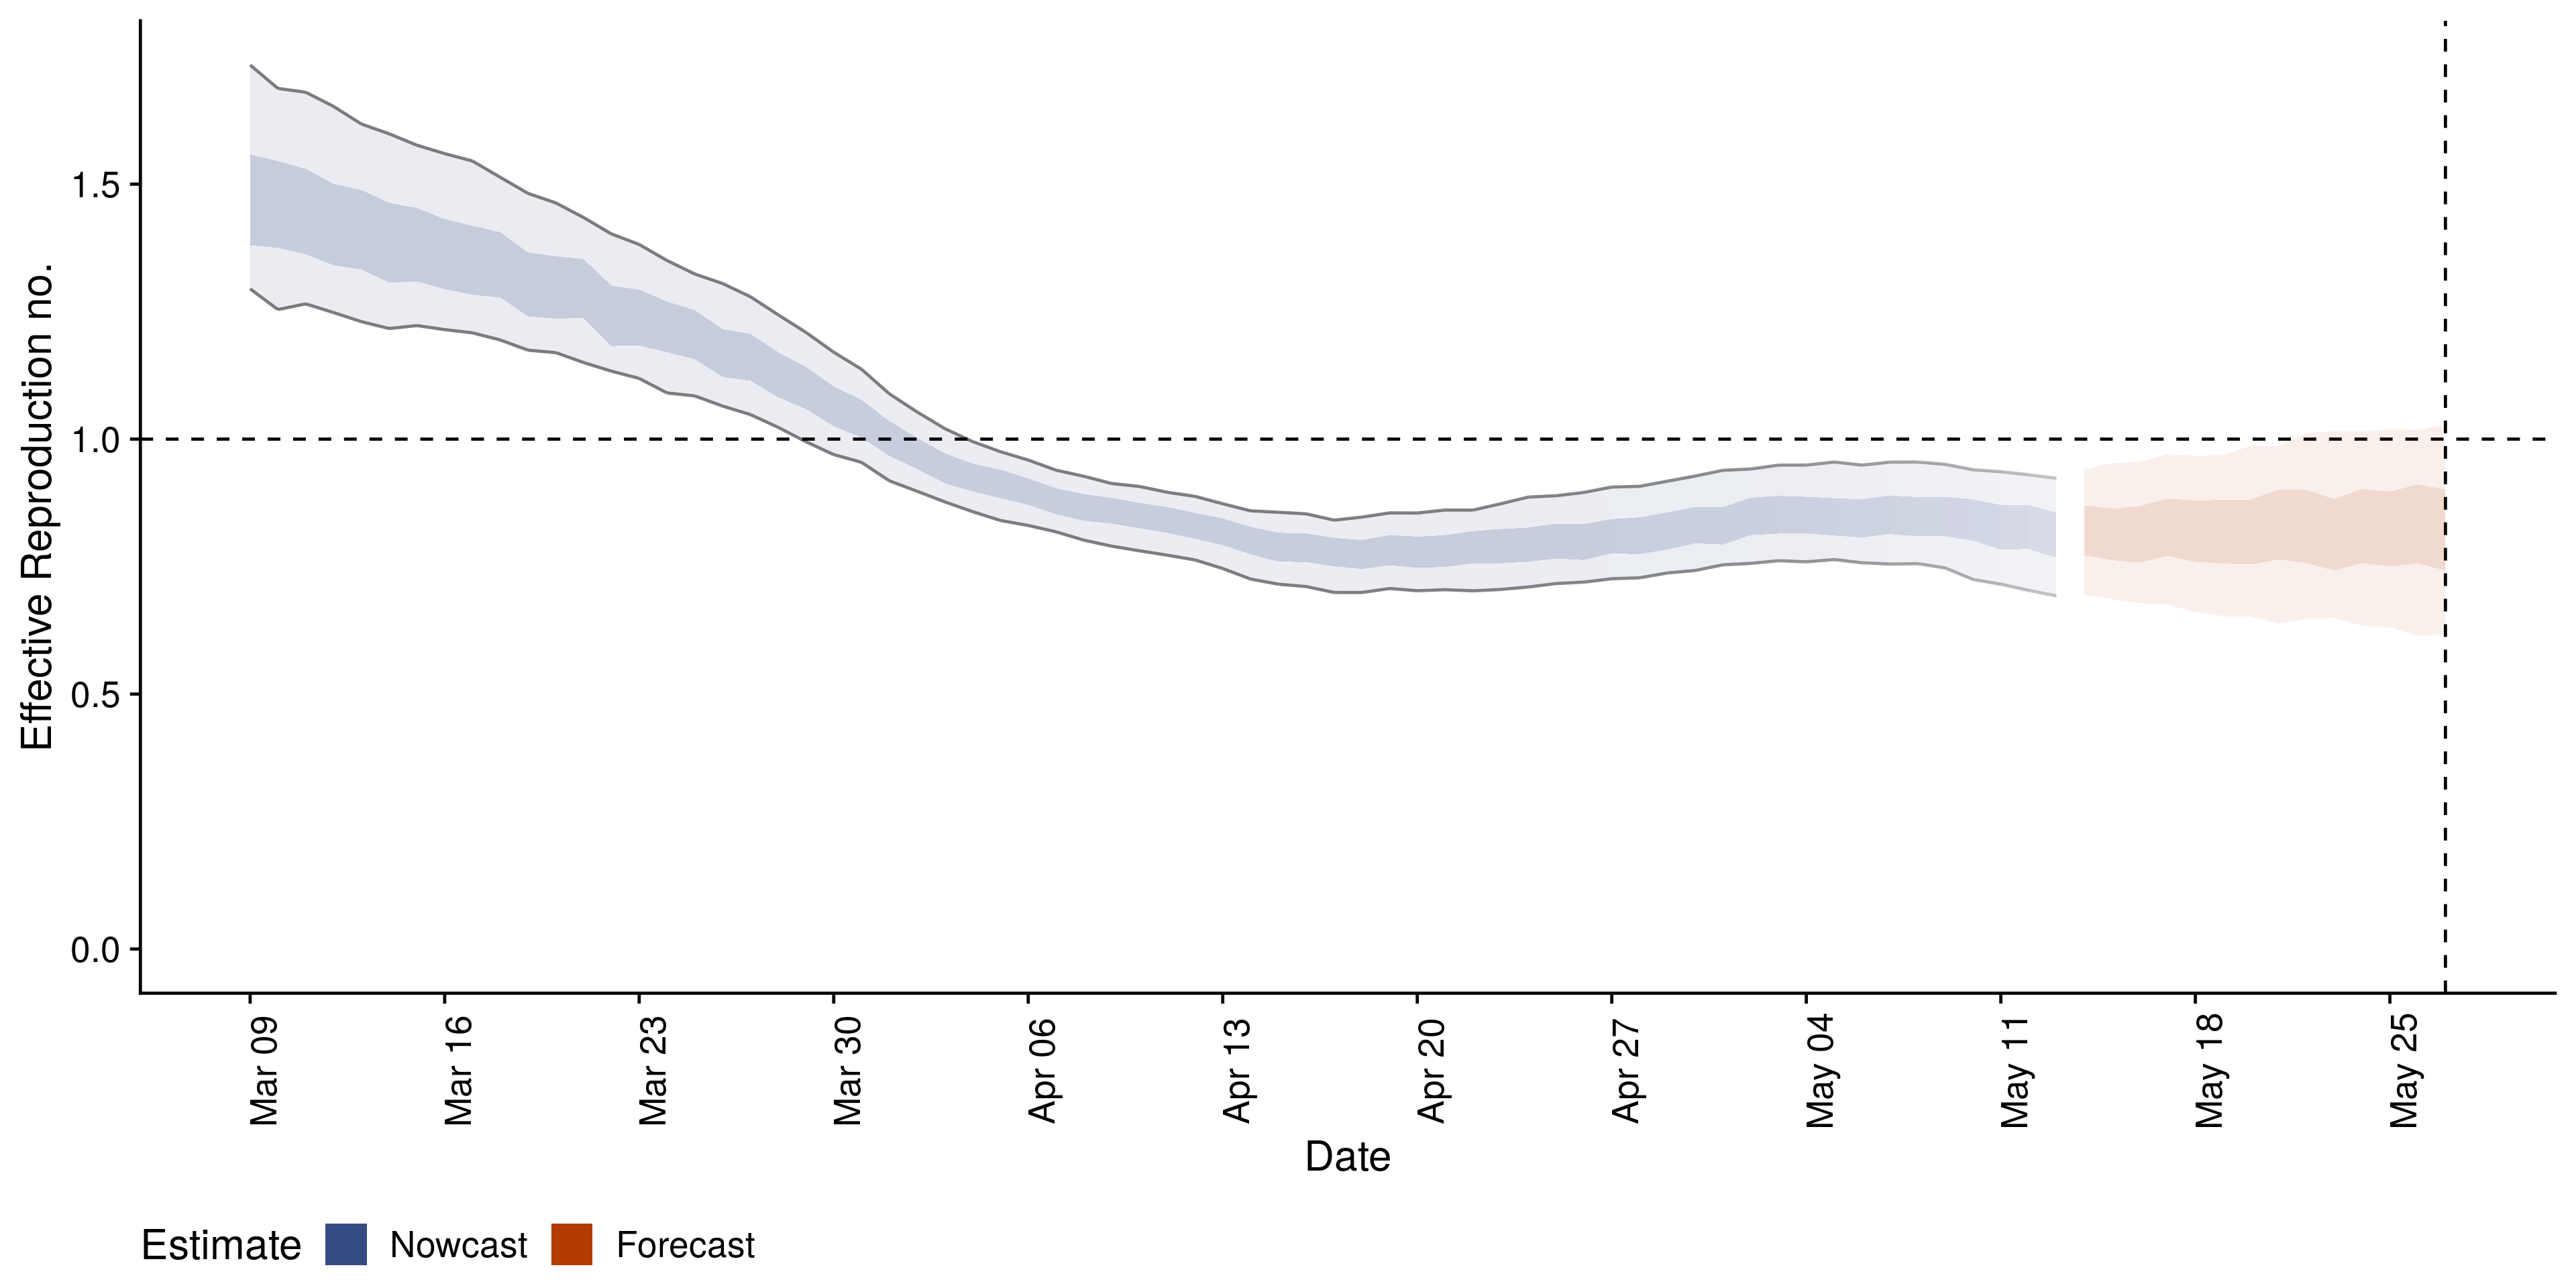 Effective Reproduction no.
1.5
1.0
0.5
0.0
Mar 09
Mar 16
Mar 23
Mar 30
Apr 06
Apr 13
Apr 20
Apr 27
May 04
May 11
May 18
May 25
Date
Estimate Nowcast Forecast